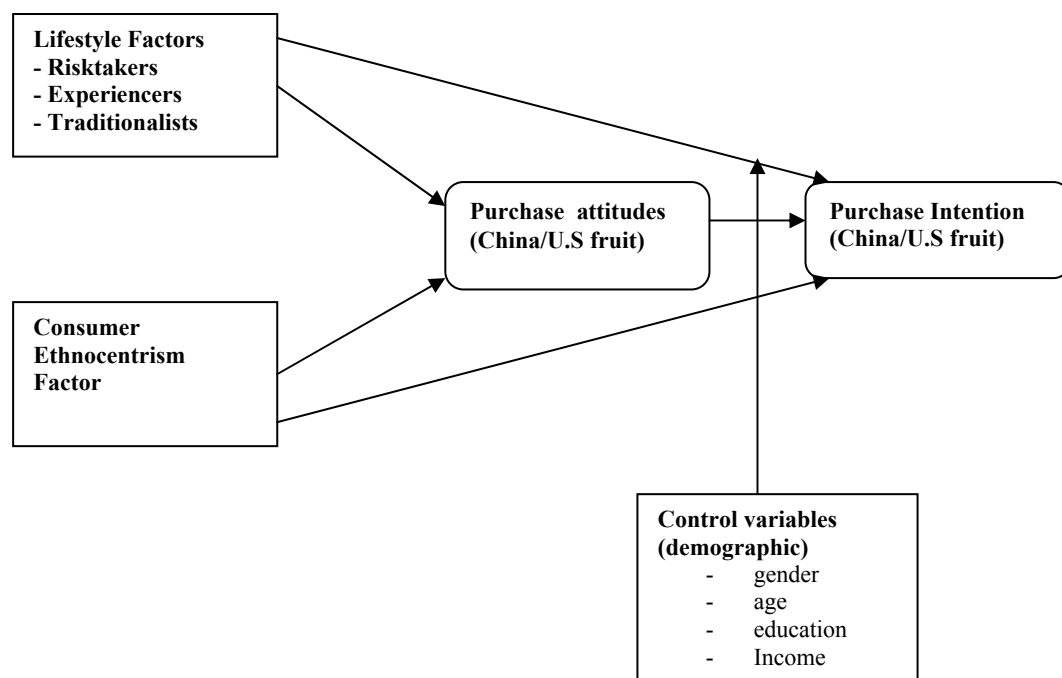 Lifestyle Factors
- Risktakers
- Experiencers
- Traditionalists
Purchase attitudes
(China/U.S fruit)
Purchase Intention
(China/U.S fruit)
Consumer
Ethnocentrism
Factor
Control variables
(demographic)
- gender
- age
- education
- Income